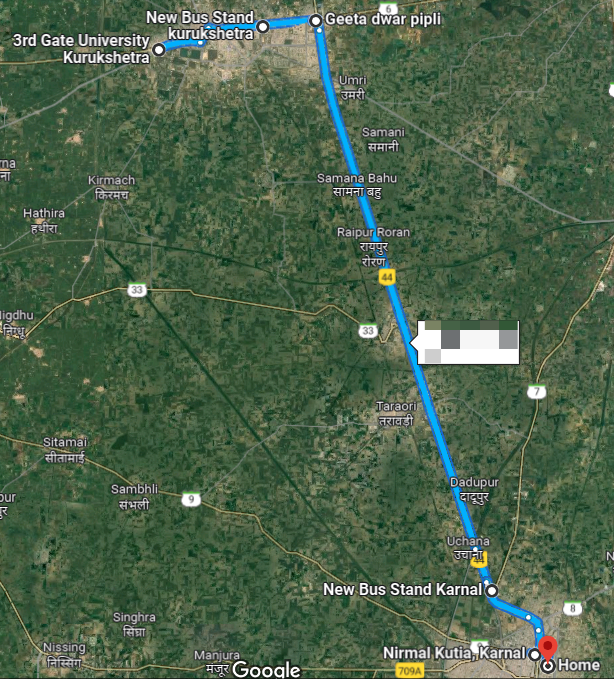 6
New Bus Stand
kurukshetra
Geeta dwar pipli
3rd Gate University
Kurukshetra
Umri
उमरी
Samani
समानी
Kirmach
किरमच
Samana Bahu
सामना बहु
Hathira
हथीरा
Raipur Roran
रायपुर
रोरण
44
33
33
7
Taraori
तरावड़ी
Sitamai
सीतामाई
Sambhli
संभली
9
Dadupur
दादूपुर
Uchana
उचाना
44
New Bus Stand Karnal
8
Singhra
सिंघ्रा
Nirmal Kutia, Karnal
Home
Nissing
निस्सिंग
Manjura
मंजूर
Google
709A